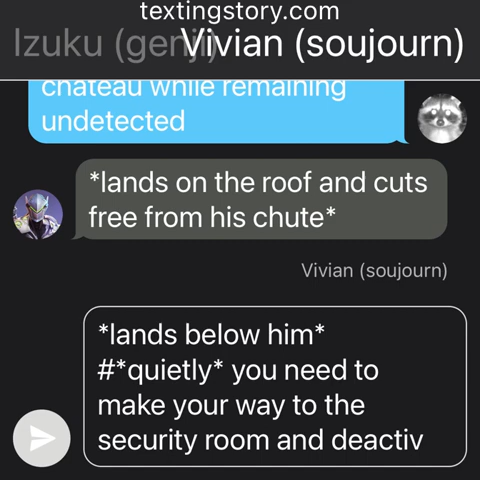 textingstory.com
Izuku (genji)
Vivian (soujourn)
chateau while remaining
undetected
*lands on the roof and cuts
free from his chute*
Vivian (soujourn)
*lands below him*
#*quietly* you need to
make your way to the
security room and deactiv